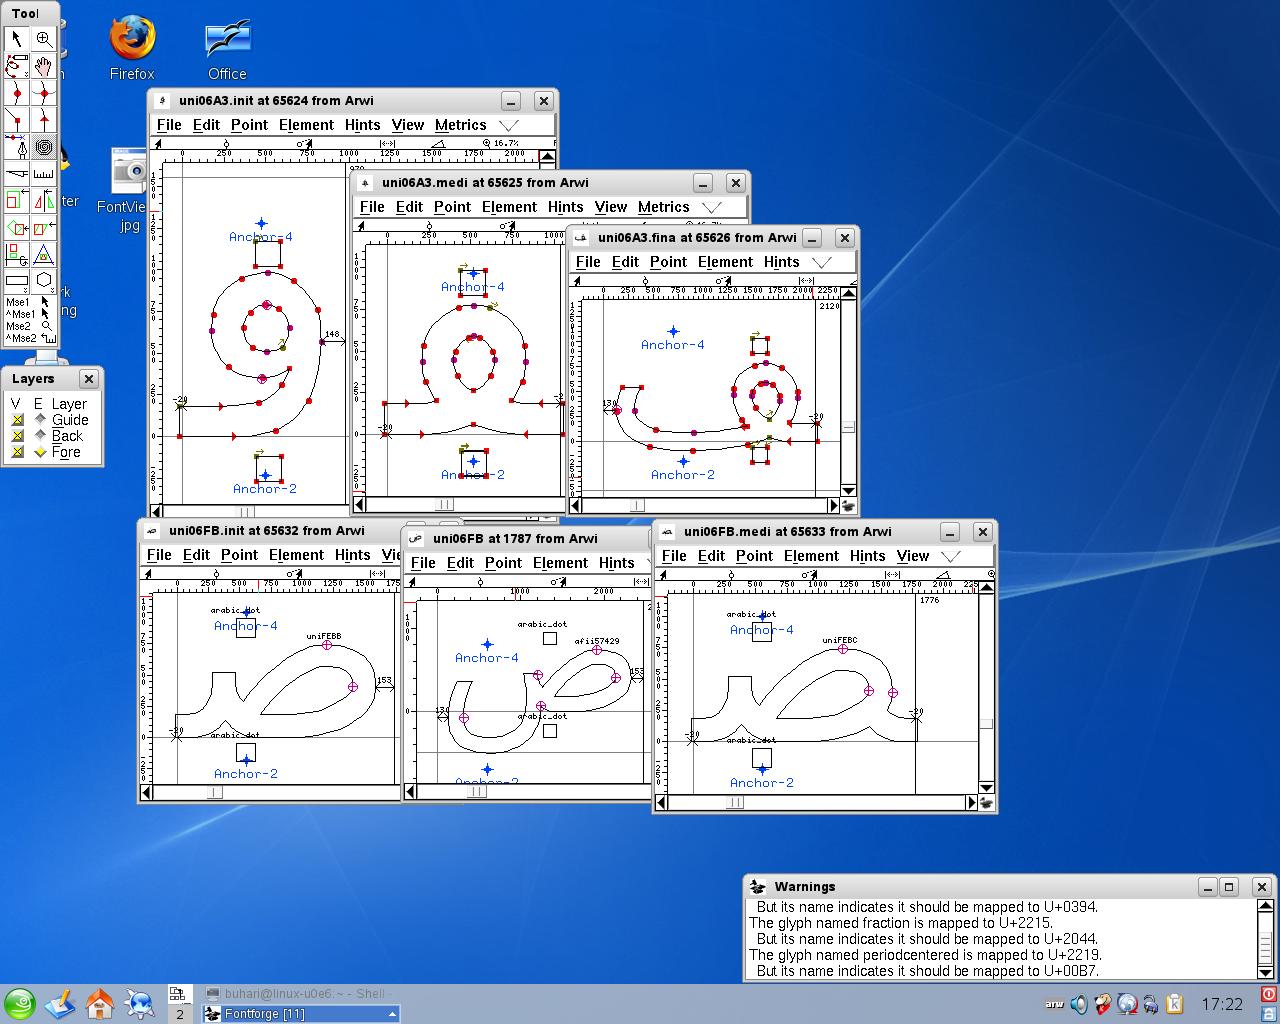 Tool
Firefox
Office
FontVie
jpg
Mse1
^Mse1
Mse2
^Mse2
Layers
V E Layer
Guide
Back
Fore
uni06A3.init at 65624 from Arwi
File Edit Point Element Hints View Metrics
16.7%
0 250 500 750 1000 1250 1500 1750 2000
Anchor-4
148
-20
Anchor-2
uni06A3.medi at 65625 from Arwi
File Edit Point Element Hints View Metrics
0 250 500 750 1000
Anchor-4
-20
Anchor-2
uni06A3.fina at 65626 from Arwi
File Edit Point Element Hints
0 250 500 750 1000 1250 1500 1750 2000 2250
2120
Anchor-4
130
-20
Anchor-2
uni06FB.init at 65632 from Arwi
File Edit Point Element Hints Vie
0 250 500 750 1000 1250 1500
arabic_dot
Anchor-4
uniFEBB
153
-20
arabic_dot
Anchor-2
uni06FB at 1787 from Arwi
File Edit Point Element Hints
0 1000 2000
arabic_dot
afii57429
Anchor-4
153
130
arabic_dot
Anchor-2
uni06FB.medi at 65633 from Arwi
File Edit Point Element Hints View
0 250 500 750 1000 1250 1500 1750 2000
1776
arabic_dot
Anchor-4
uniFEBC
-20
-20
arabic_dot
Anchor-2
Warnings
But its name indicates it should be mapped to U+0394.
The glyph named fraction is mapped to U+2215.
But its name indicates it should be mapped to U+2044.
The glyph named periodcentered is mapped to U+2219.
But its name indicates it should be mapped to U+00B7.
2
buhari@linux-u0e6:~ - Shell
Fontforge [11]
arw
17:22